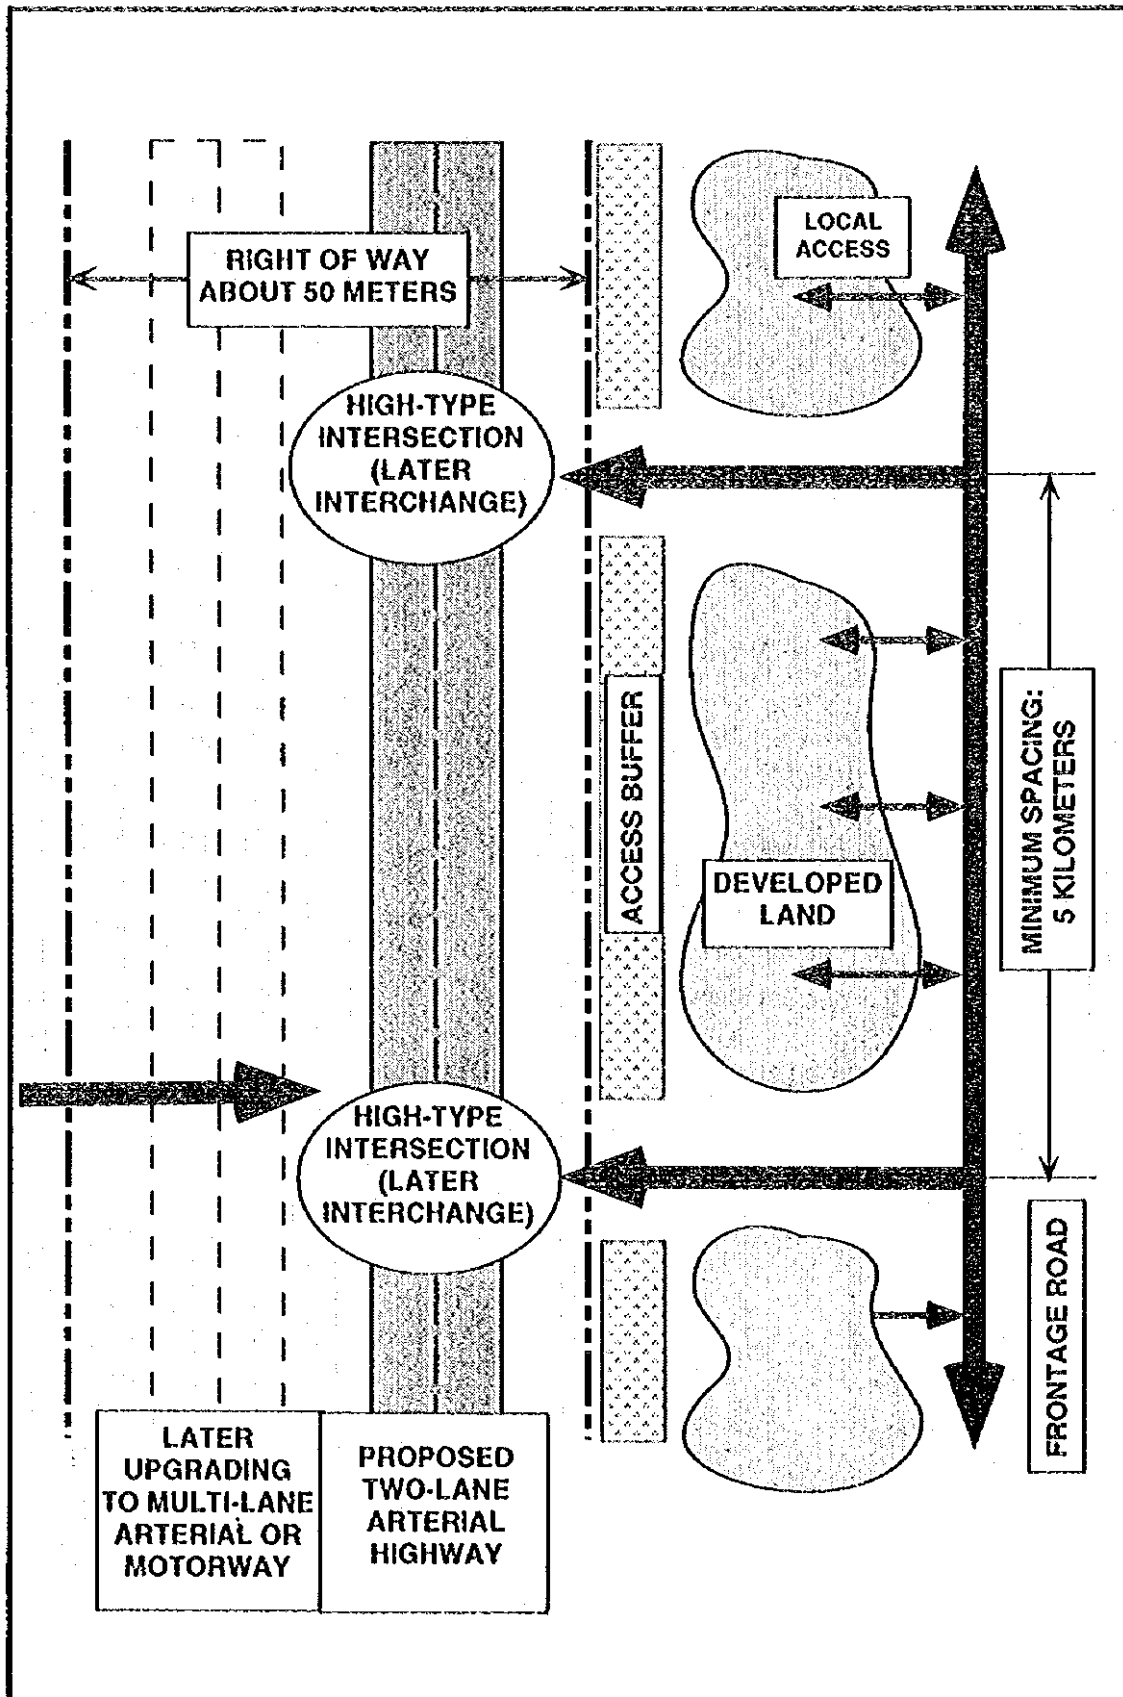 LOCAL
ACCESS
RIGHT OF WAY
ABOUT 50 METERS
HIGH-TYPE
INTERSECTION
(LATER
INTERCHANGE)
ACCESS BUFFER
DEVELOPED
LAND
MINIMUM SPACING:
5 KILOMETERS
HIGH-TYPE
INTERSECTION
(LATER
INTERCHANGE)
FRONTAGE ROAD
LATER
UPGRADING
TO MULTI-LANE
ARTERIAL OR
MOTORWAY
PROPOSED
TWO-LANE
ARTERIAL
HIGHWAY